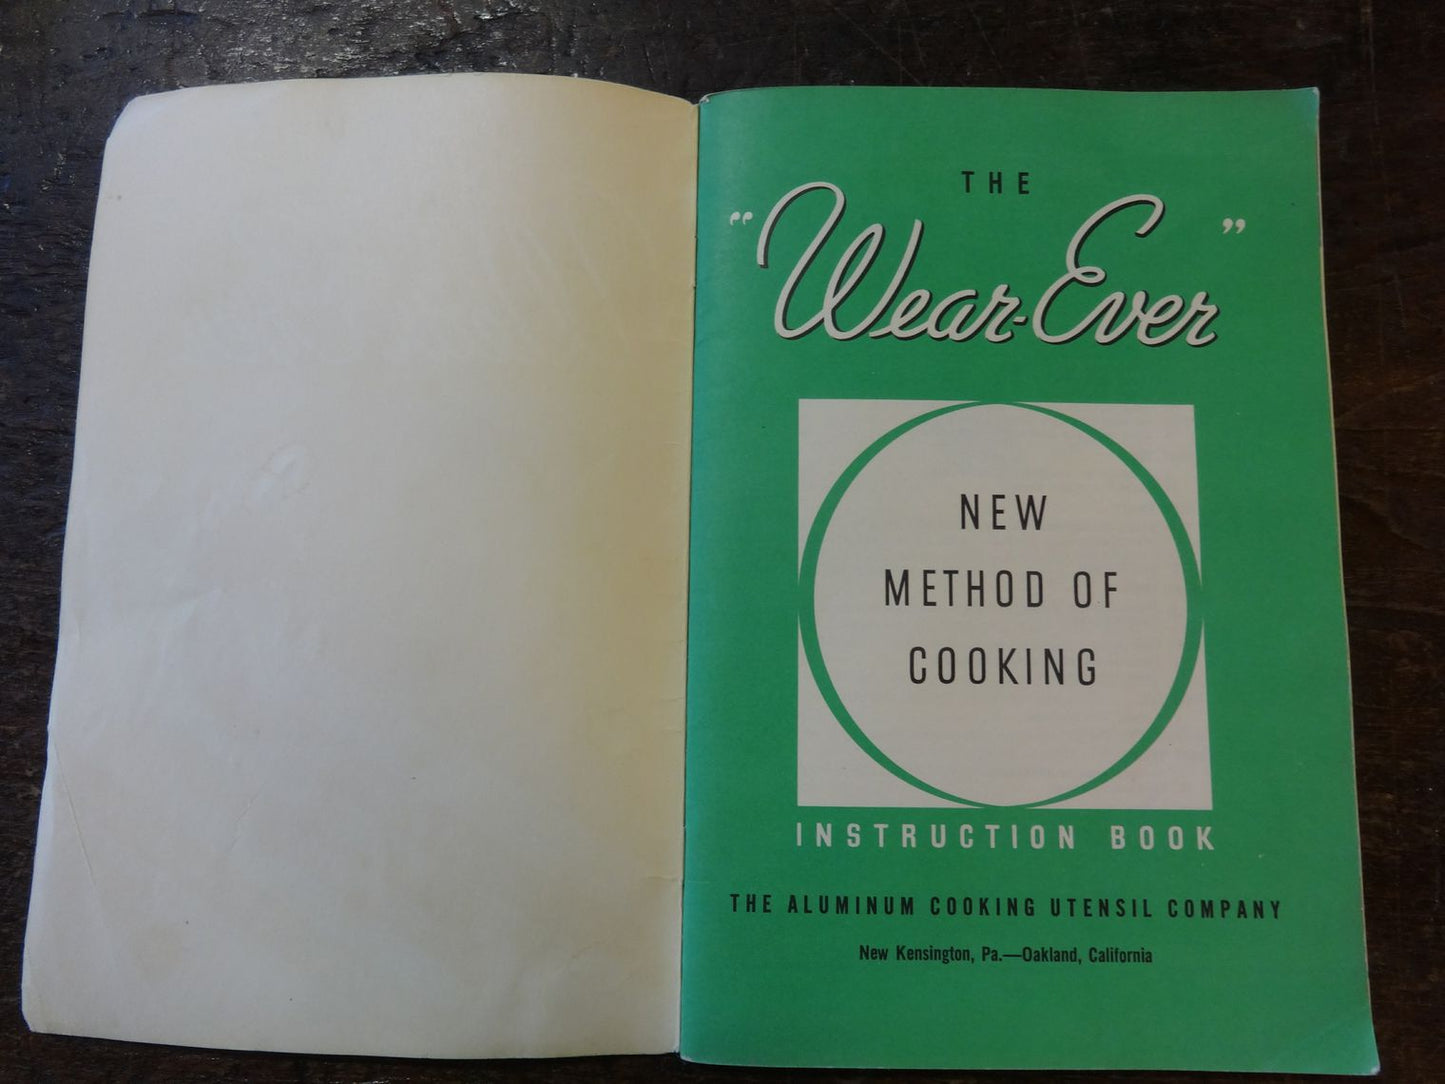 THE
“Wear-Ever”
NEW
METHOD OF
COOKING
INSTRUCTION BOOK
THE ALUMINUM COOKING UTENSIL COMPANY
New Kensington, Pa.—Oakland, California